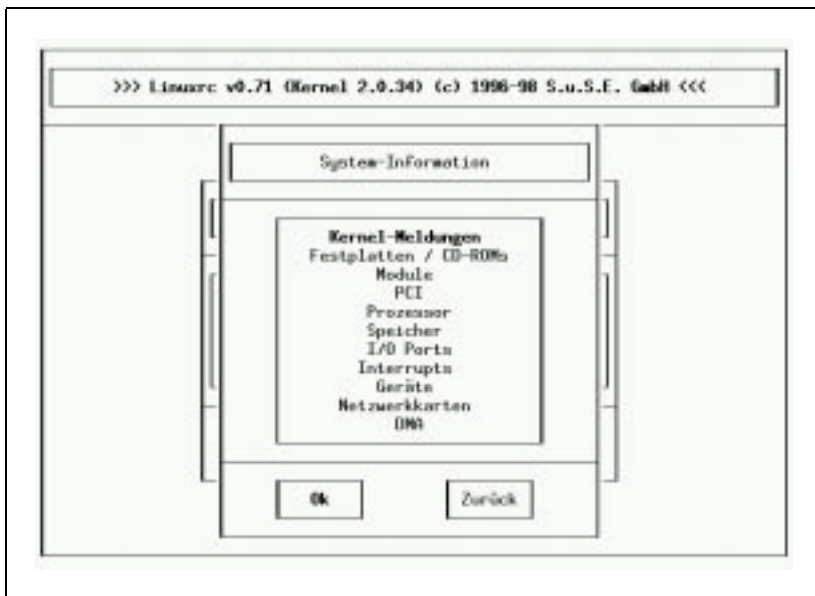 >>> Linuxrc v0.71 (Kernel 2.0.34) (c) 1996-98 S.u.S.E. GmbH <<<
System-Information
Kernel-Meldungen
Festplatten / CD-ROMs
Module
PCI
Prozessor
Speicher
I/O Ports
Interrupts
Geräte
Netzwerkkarten
DMA
Ok
Zurück